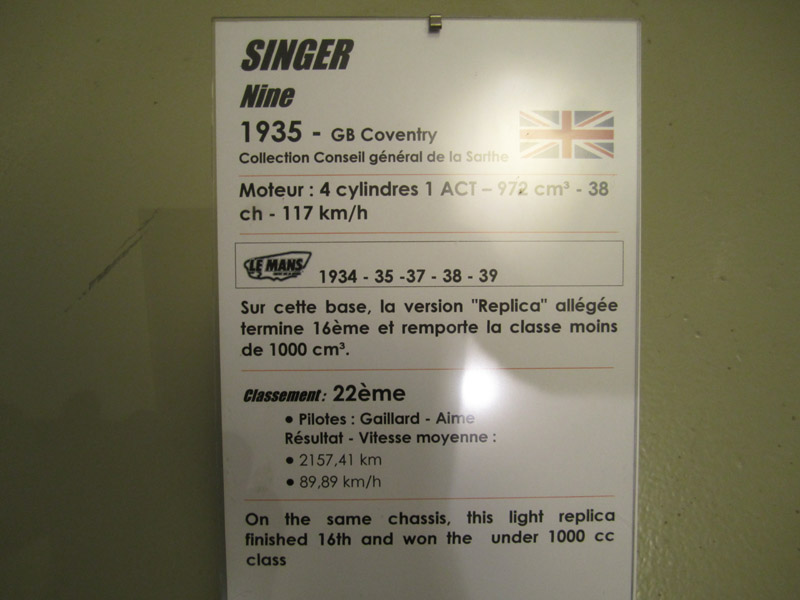 SINGER
Nine
1935 - GB Coventry
Collection Conseil général de la Sarthe
Moteur : 4 cylindres 1 ACT – 972 cm³ - 38
ch - 117 km/h
LE MANS
1934 - 35 -37 - 38 - 39
Sur cette base, la version "Replica" allégée
termine 16ème et remporte la classe moins
de 1000 cm³.
Classement : 22ème
• Pilotes : Gaillard - Aime
Résultat - Vitesse moyenne :
• 2157,41 km
• 89,89 km/h
On the same chassis, this light replica
finished 16th and won the under 1000 cc
class